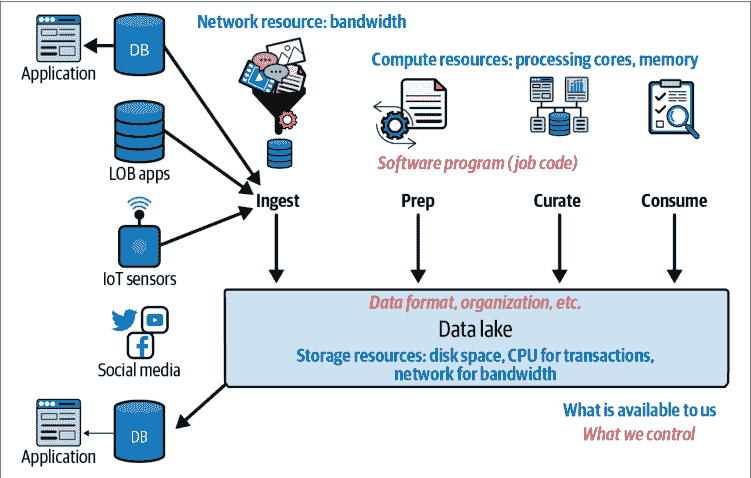 Network resource: bandwidth
DB
Application
Compute resources: processing cores, memory
LOB apps
Software program (job code)
Ingest
Prep
Curate
Consume
IoT sensors
Data format, organization, etc.
Data lake
Storage resources: disk space, CPU for transactions,
network for bandwidth
Social media
What is available to us
What we control
DB
Application